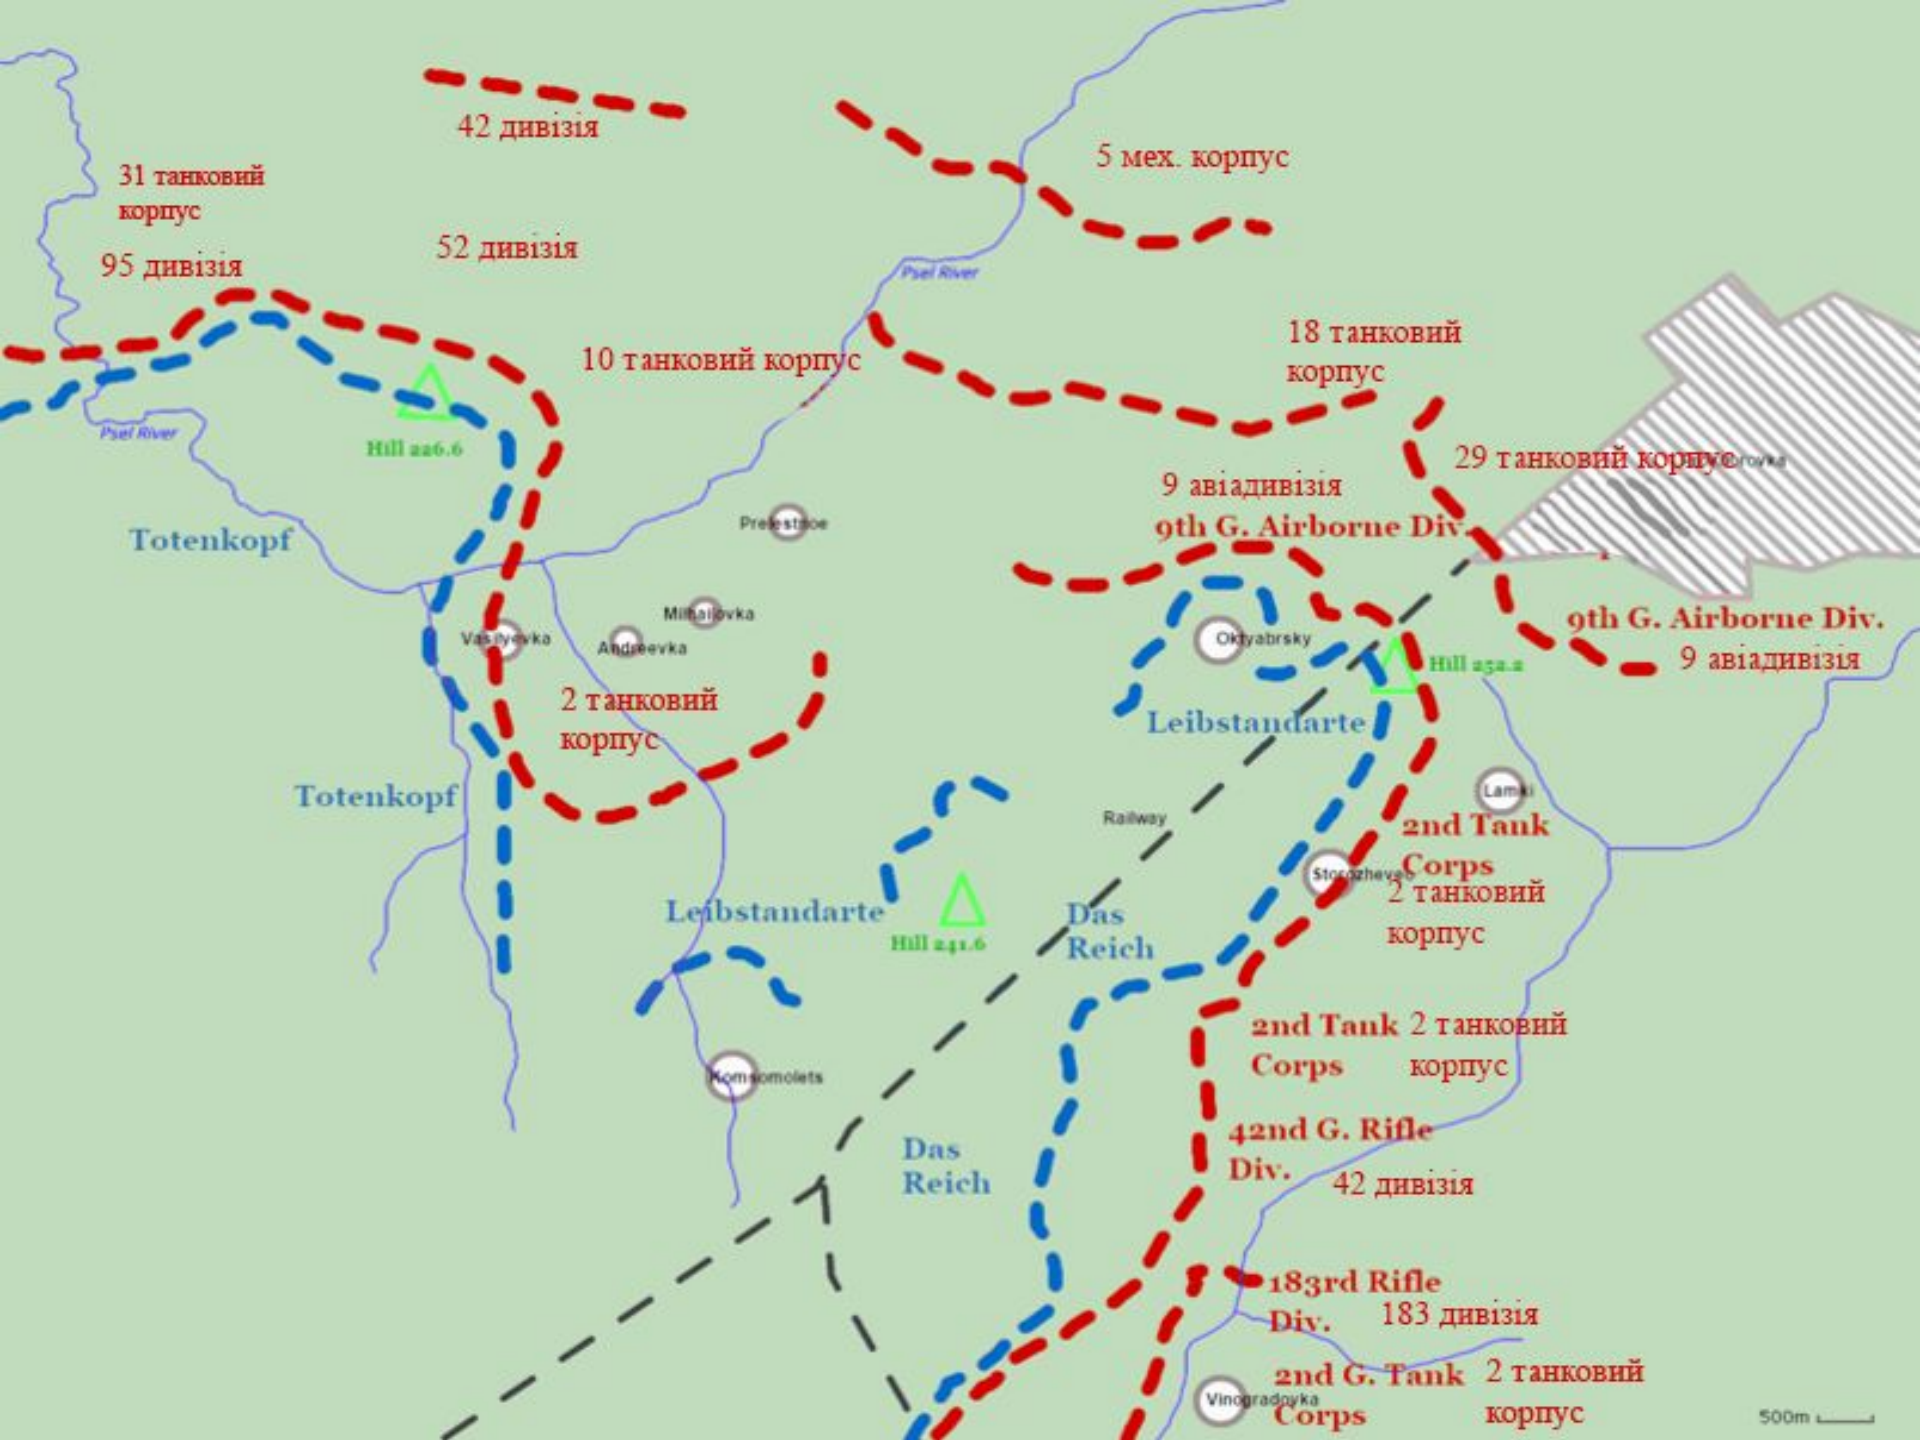 42 дивізія
5 мех. корпус
31 танковий
корпус
52 дивізія
95 дивізія
Psel River
18 танковий
корпус
10 танковий корпус
Psel River
Hill 226.6
29 танковий корпус
9 авіадивізія
9th G. Airborne Div.
Prelestnoe
Totenkopf
Milhailovka
Vasilyevka
Andreevka
Oktyabrsky
9th G. Airborne Div.
9 авіадивізія
Hill 252.2
2 танковий
корпус
Leibstandarte
Totenkopf
Lamki
Railway
2nd Tank
Corps
Storozhevoe
2 танковий
корпус
Leibstandarte
Das
Reich
Hill 241.6
2nd Tank
Corps
2 танковий
корпус
Komsomolets
42nd G. Rifle
Div.
42 дивізія
Das
Reich
183rd Rifle
Div.
183 дивізія
2nd G. Tank
Corps
2 танковий
корпус
Vinogradovka
500m